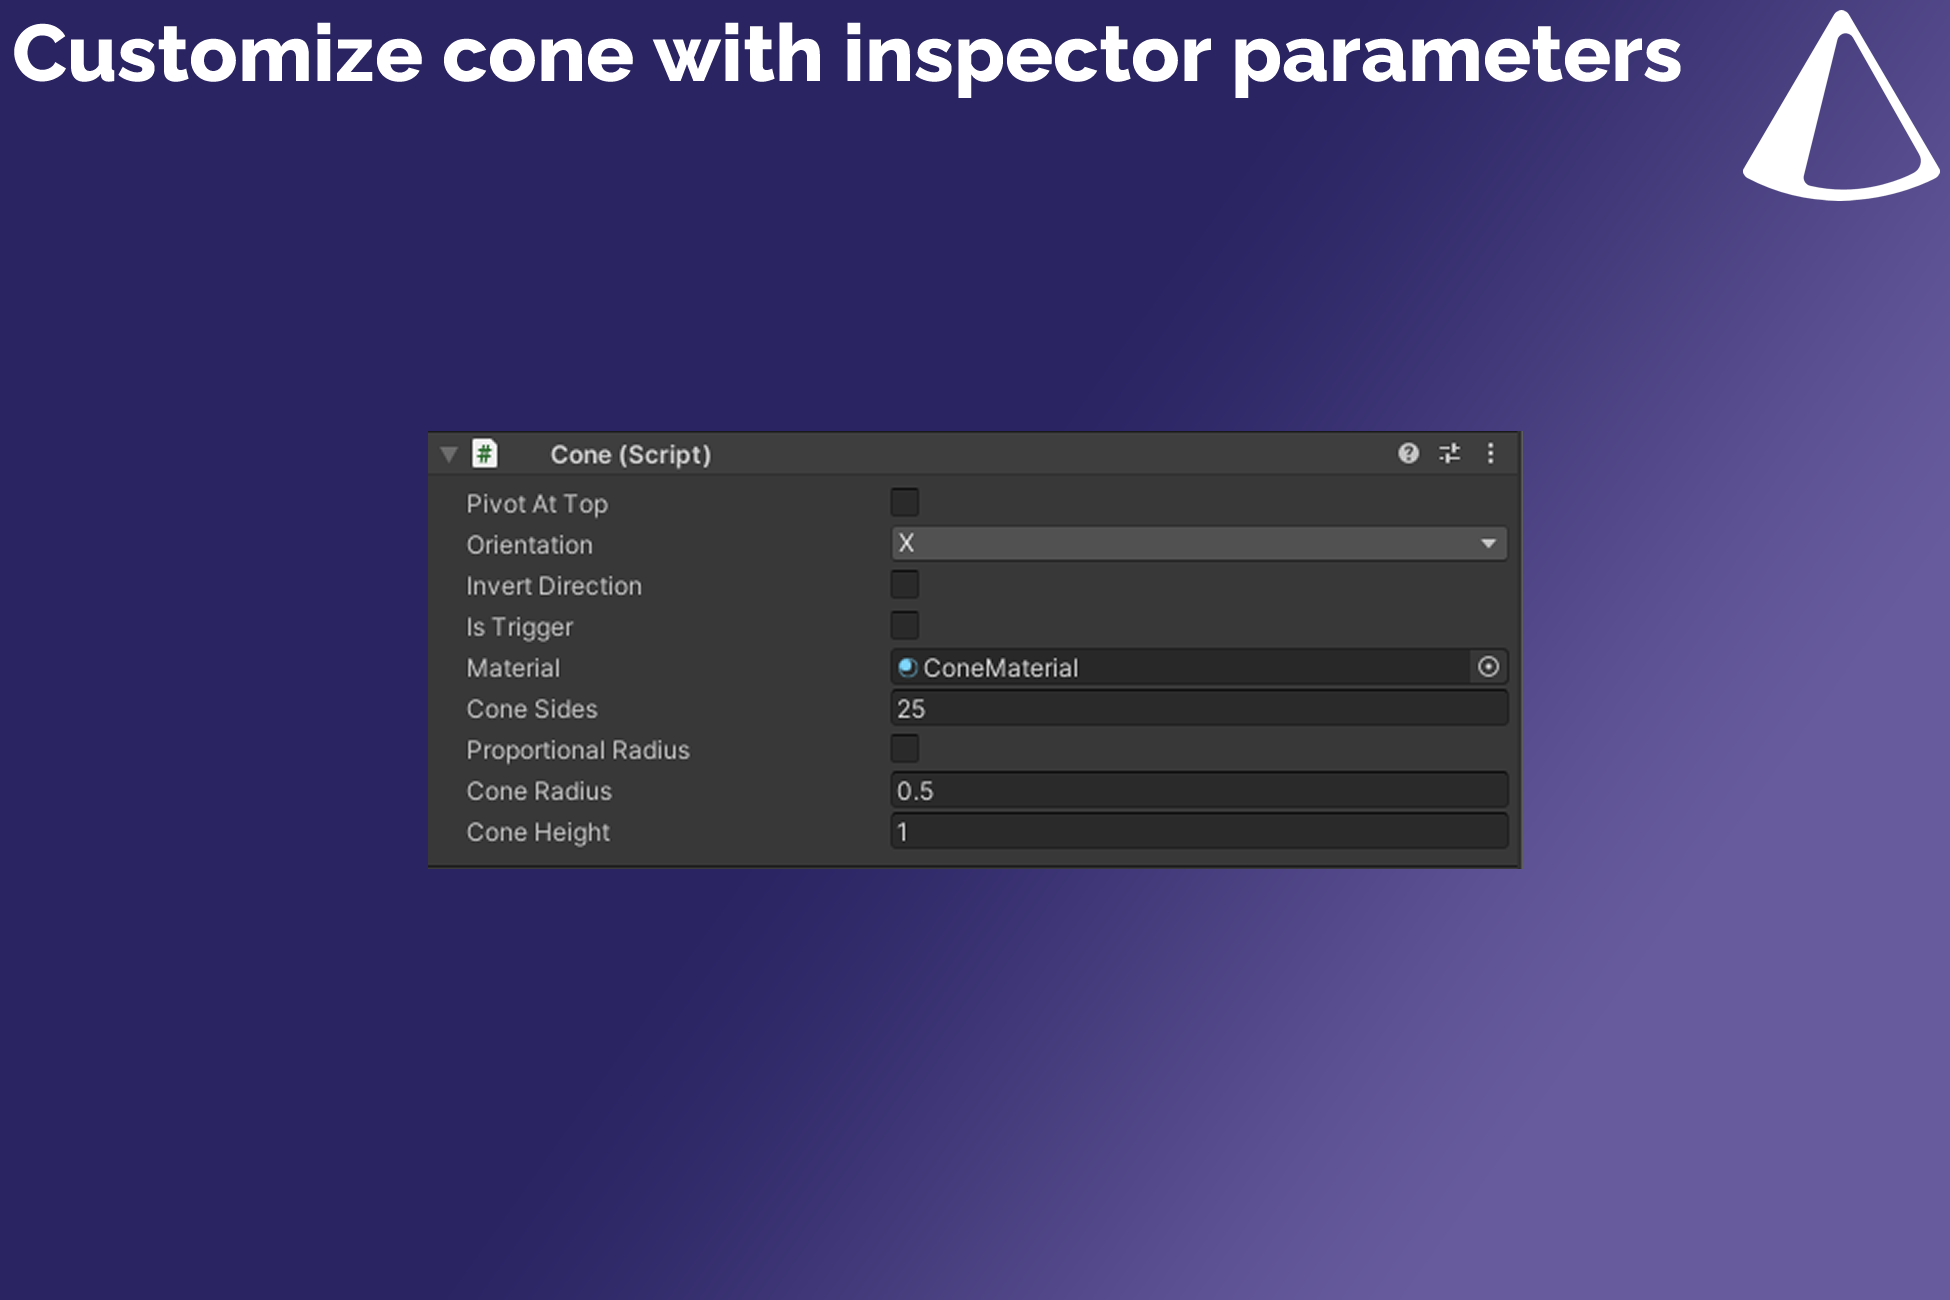 Customize cone with inspector parameters
# Cone (Script)
Pivot At Top
Orientation X
Invert Direction
Is Trigger
Material ConeMaterial
Cone Sides 25
Proportional Radius
Cone Radius 0.5
Cone Height 1